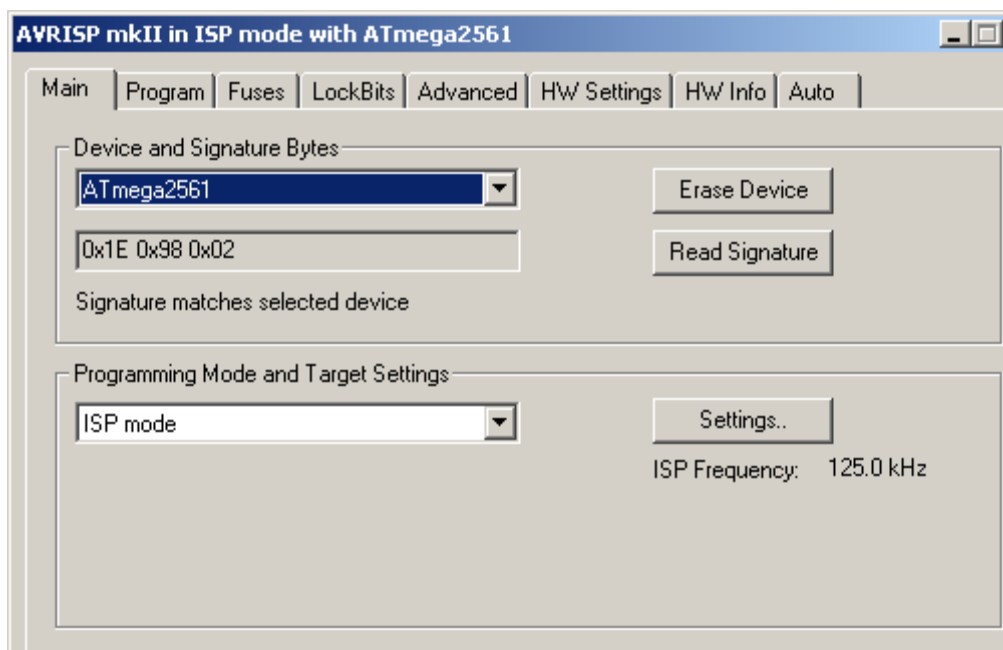 AVRISP mkII in ISP mode with ATmega2561
Main Program Fuses LockBits Advanced HW Settings HW Info Auto
Device and Signature Bytes
ATmega2561 Erase Device
0x1E 0x98 0x02 Read Signature
Signature matches selected device
Programming Mode and Target Settings
ISP mode Settings..
ISP Frequency: 125.0 kHz